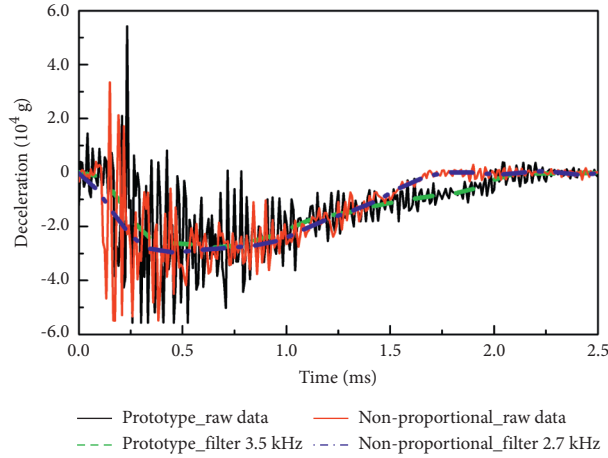 6.0
4.0
2.0
0
-2.0
-4.0
-6.0
Deceleration (10⁴ g)
0.0 0.5 1.0 1.5 2.0 2.5
Time (ms)
Prototype_raw data Non-proportional_raw data
Prototype_filter 3.5 kHz Non-proportional_filter 2.7 kHz